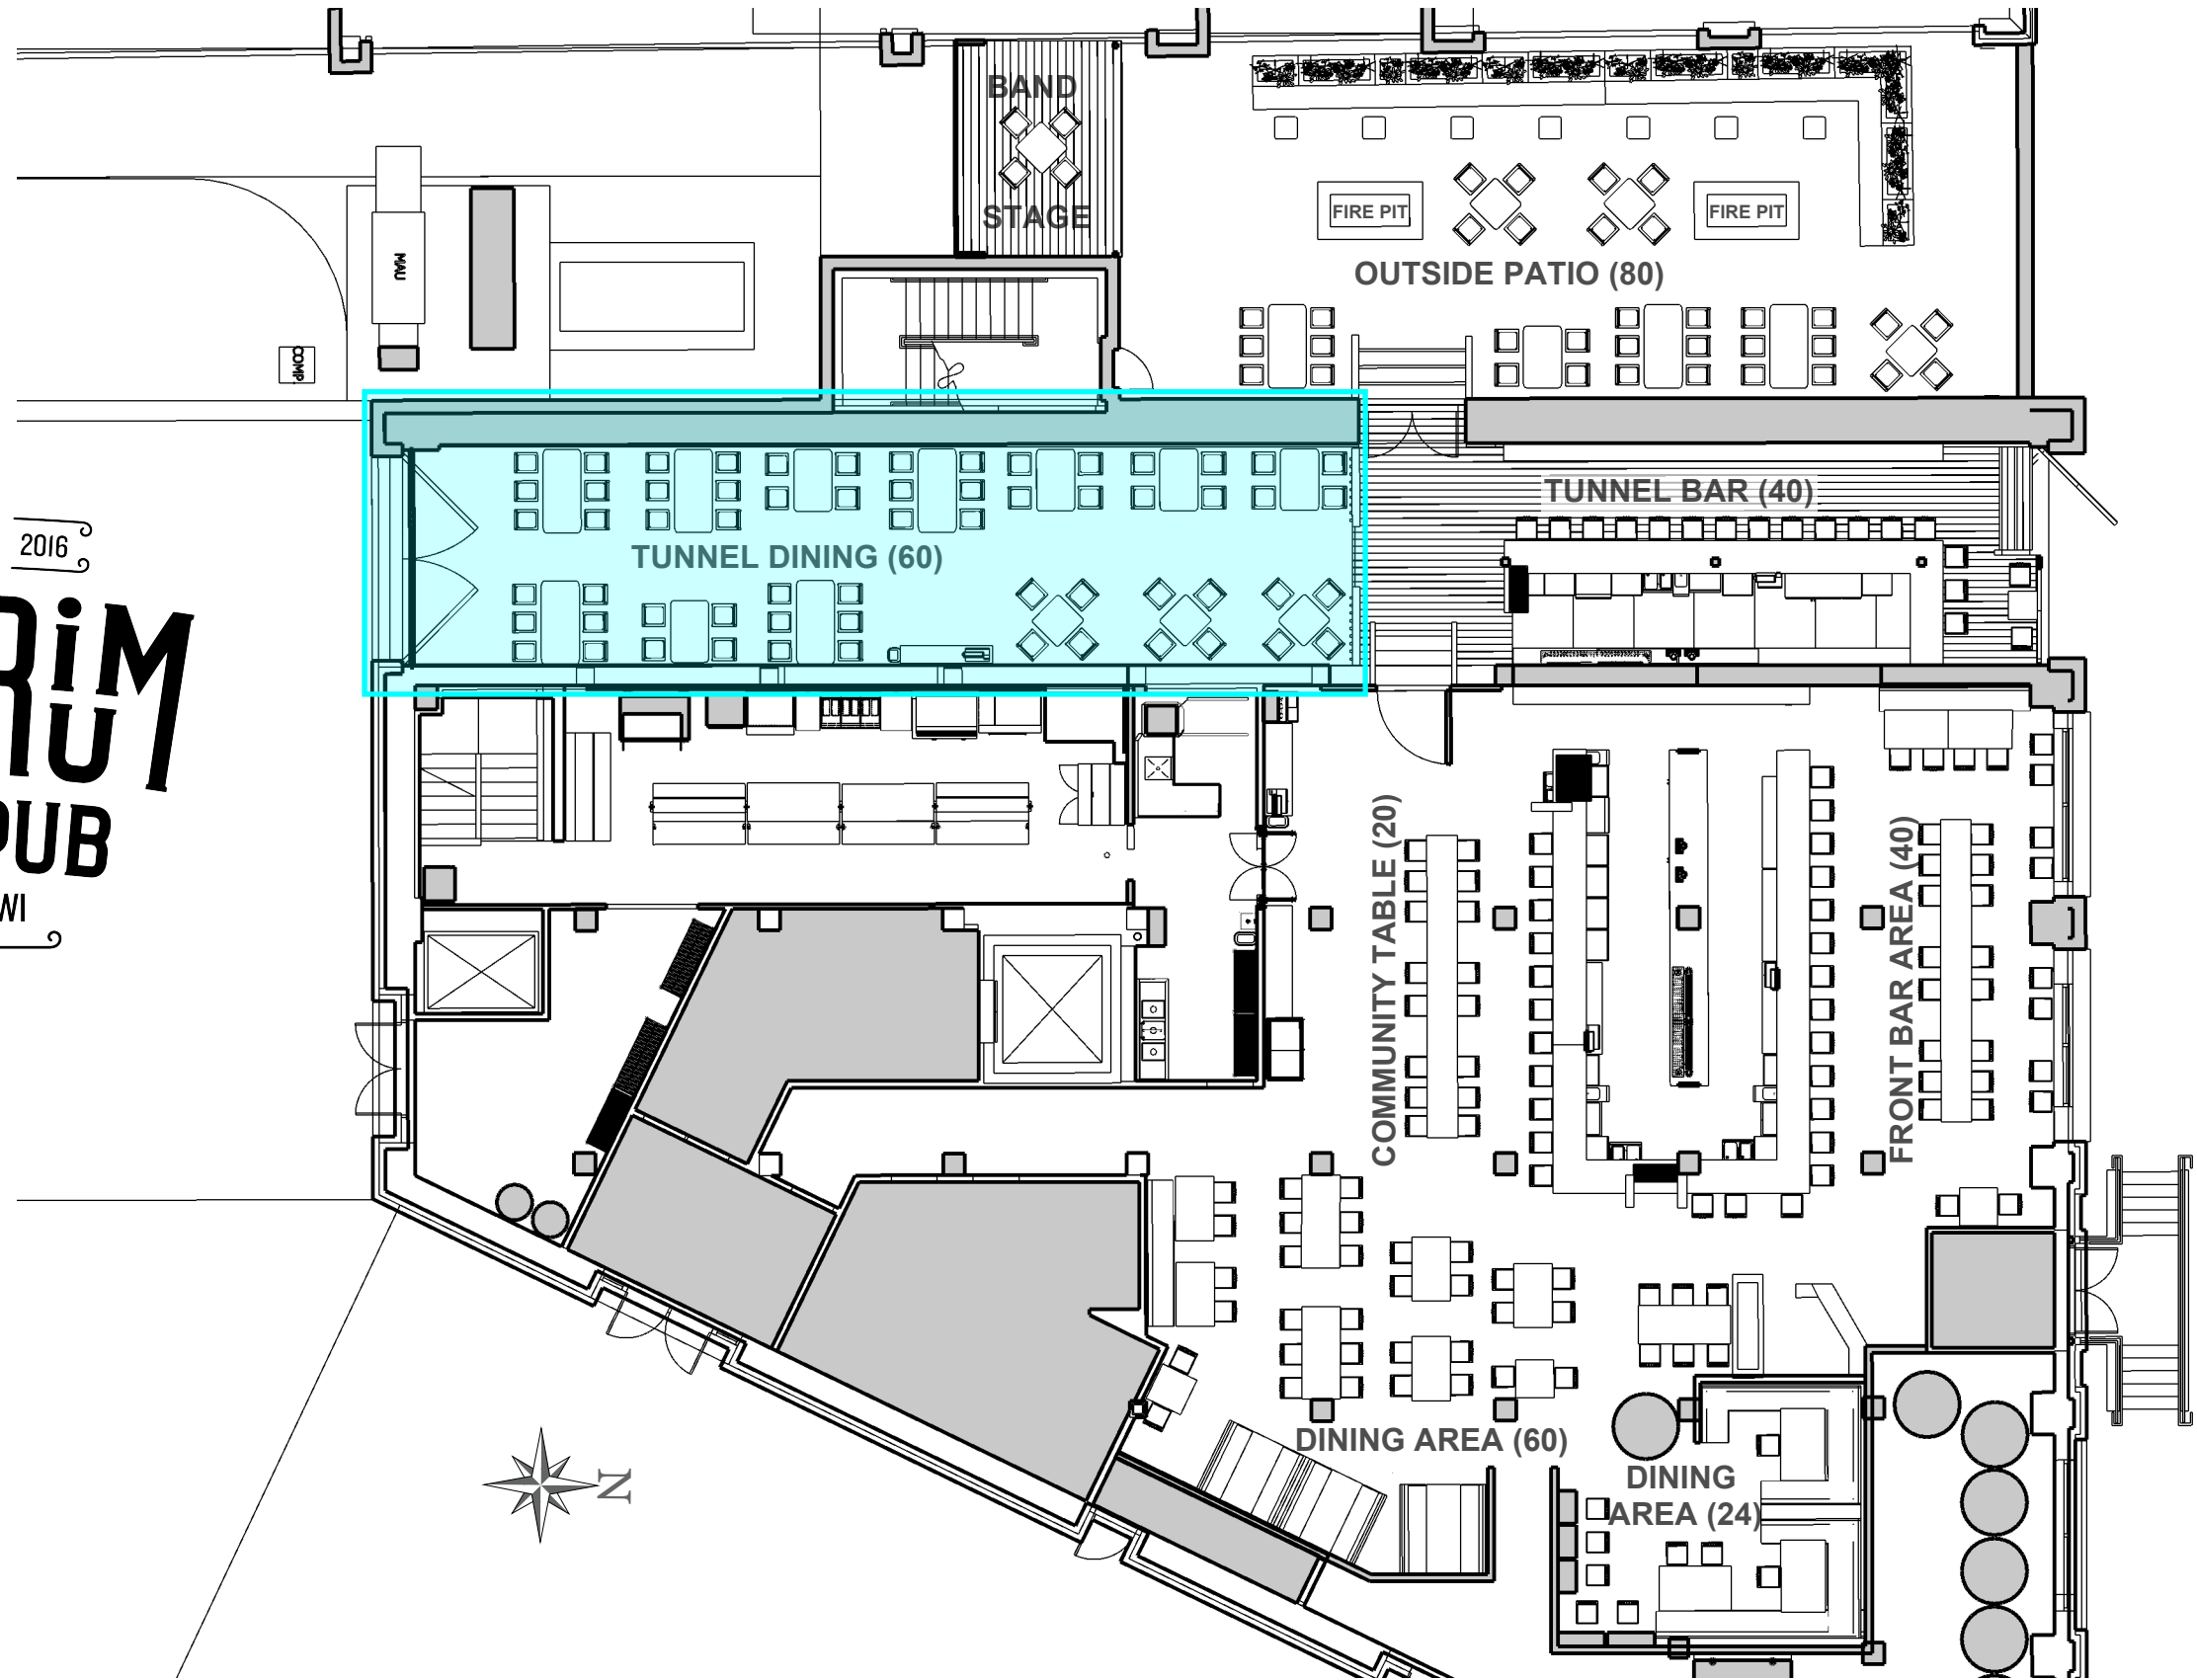 BAND
STAGE
FIRE PIT
FIRE PIT
OUTSIDE PATIO (80)
MAU
COMP.
TUNNEL BAR (40)
TUNNEL DINING (60)
2016
RiM
PUB
WI
COMMUNITY TABLE (20)
FRONT BAR AREA (40)
DINING AREA (60)
DINING
AREA (24)
N